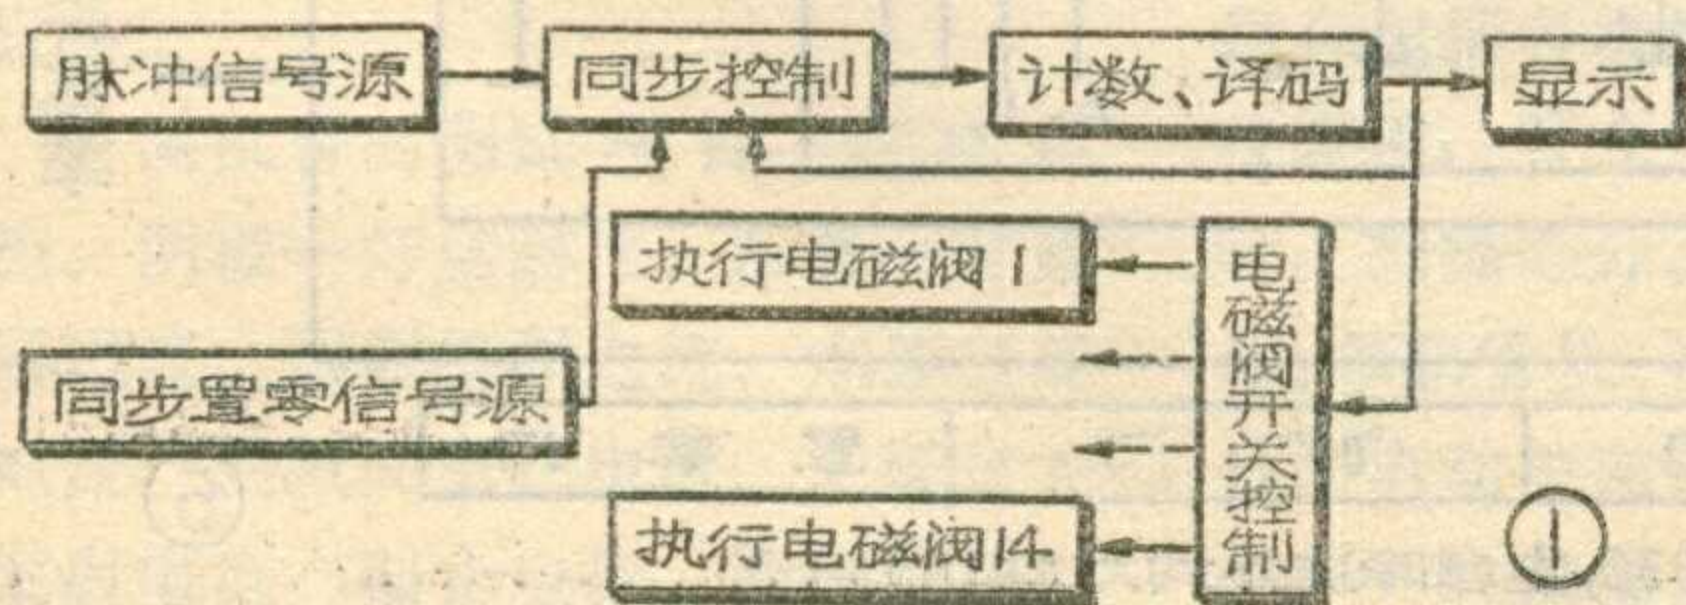 脉冲信号源
同步控制
计数、译码
显示
执行电磁阀1
电磁阀开关控制
同步置零信号源
执行电磁阀14
①